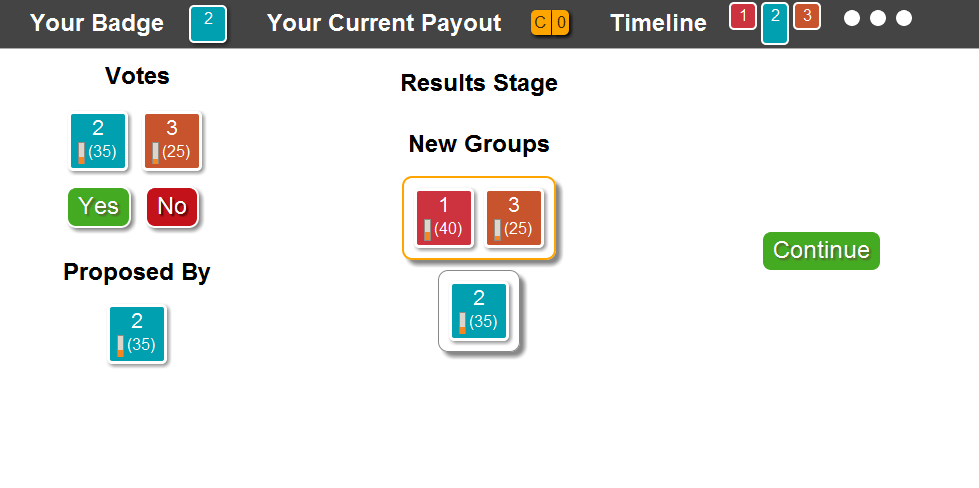 Your Badge 2 Your Current Payout C 0 Timeline 1 2 3
Votes
2 3
(35) (25)
Yes No
Proposed By
2
(35)
Results Stage
New Groups
1 3
(40) (25)
2
(35)
Continue